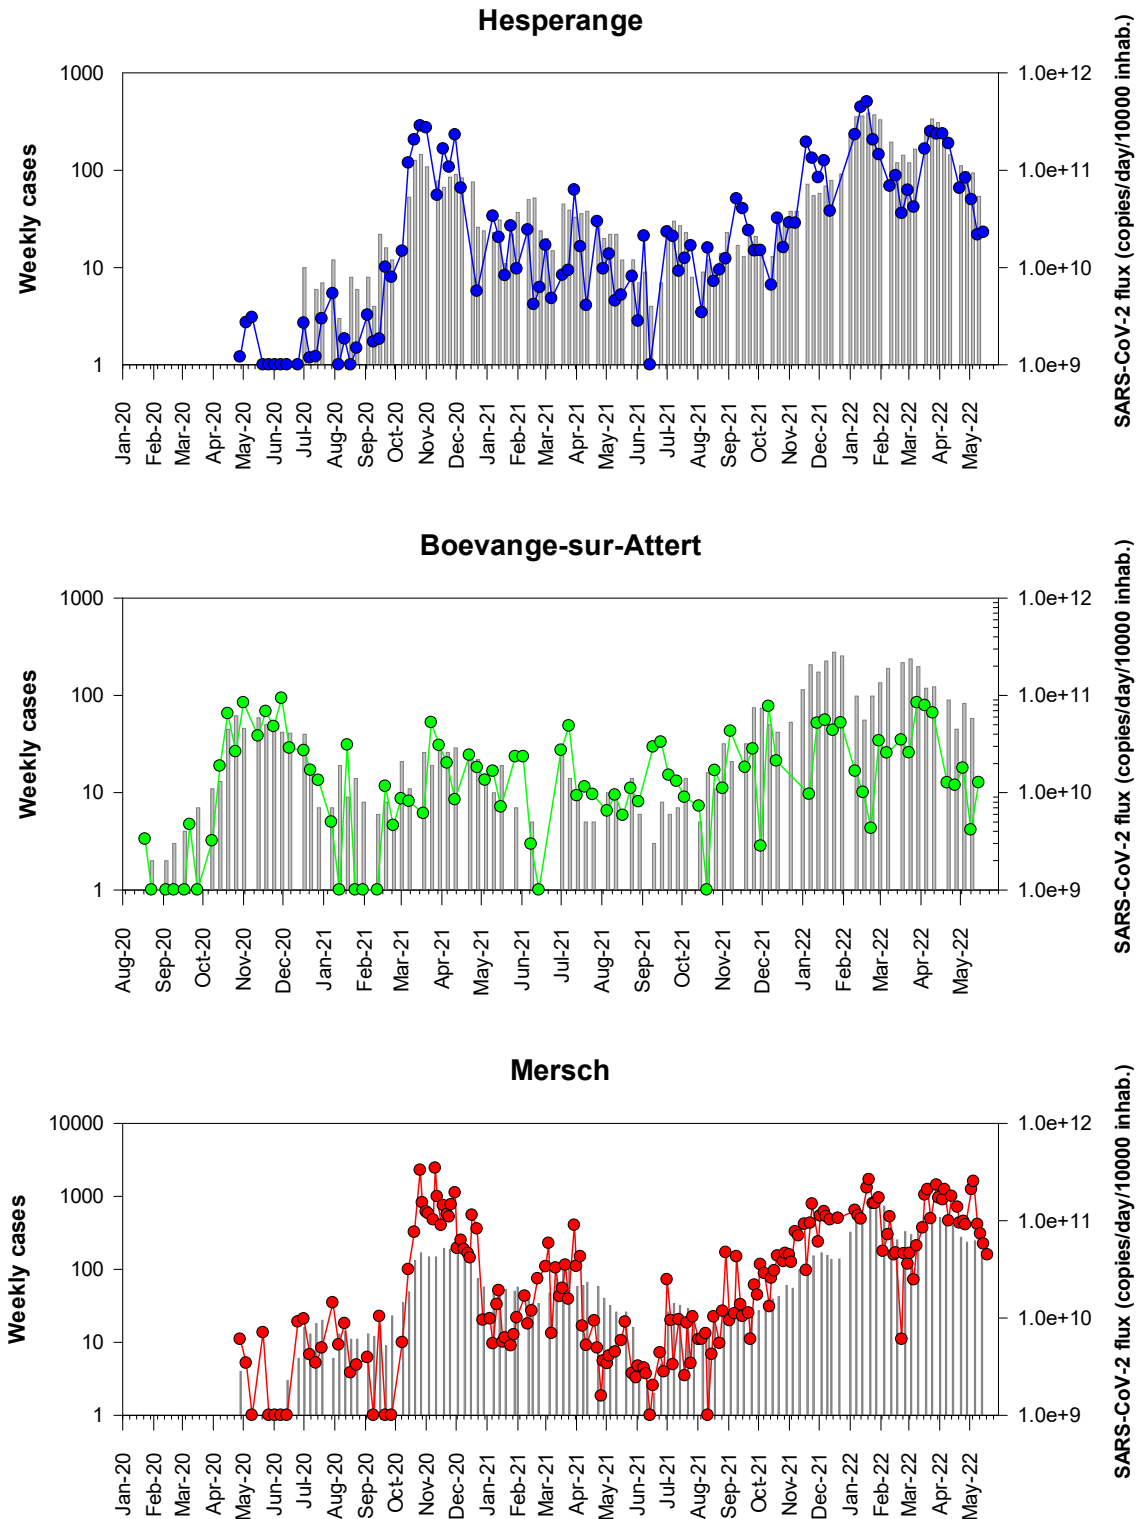 Hesperange
Weekly cases
SARS-CoV-2 flux (copies/day/10000 inhab.)
1000
100
10
1
1.0e+12
1.0e+11
1.0e+10
1.0e+9
Jan-20
Feb-20
Mar-20
Apr-20
May-20
Jun-20
Jul-20
Aug-20
Sep-20
Oct-20
Nov-20
Dec-20
Jan-21
Feb-21
Mar-21
Apr-21
May-21
Jun-21
Jul-21
Aug-21
Sep-21
Oct-21
Nov-21
Dec-21
Jan-22
Feb-22
Mar-22
Apr-22
May-22
Boevange-sur-Attert
Weekly cases
SARS-CoV-2 flux (copies/day/10000 inhab.)
1000
100
10
1
1.0e+12
1.0e+11
1.0e+10
1.0e+9
Aug-20
Sep-20
Oct-20
Nov-20
Dec-20
Jan-21
Feb-21
Mar-21
Apr-21
May-21
Jun-21
Jul-21
Aug-21
Sep-21
Oct-21
Nov-21
Dec-21
Jan-22
Feb-22
Mar-22
Apr-22
May-22
Mersch
Weekly cases
SARS-CoV-2 flux (copies/day/10000 inhab.)
10000
1000
100
10
1
1.0e+12
1.0e+11
1.0e+10
1.0e+9
Jan-20
Feb-20
Mar-20
Apr-20
May-20
Jun-20
Jul-20
Aug-20
Sep-20
Oct-20
Nov-20
Dec-20
Jan-21
Feb-21
Mar-21
Apr-21
May-21
Jun-21
Jul-21
Aug-21
Sep-21
Oct-21
Nov-21
Dec-21
Jan-22
Feb-22
Mar-22
Apr-22
May-22